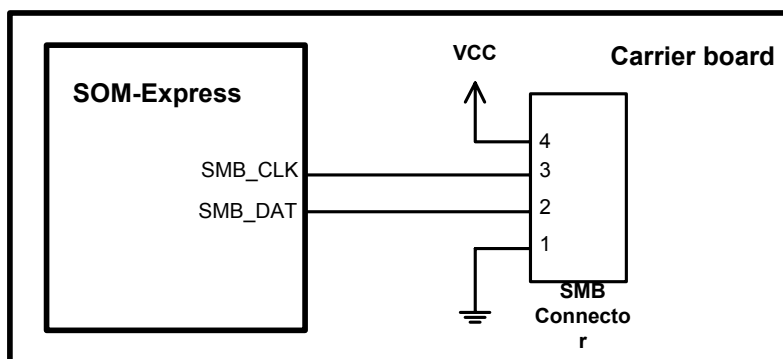 VCC
Carrier board
SOM-Express
4
SMB_CLK
3
SMB_DAT
2
1
SMB
Connecto
r